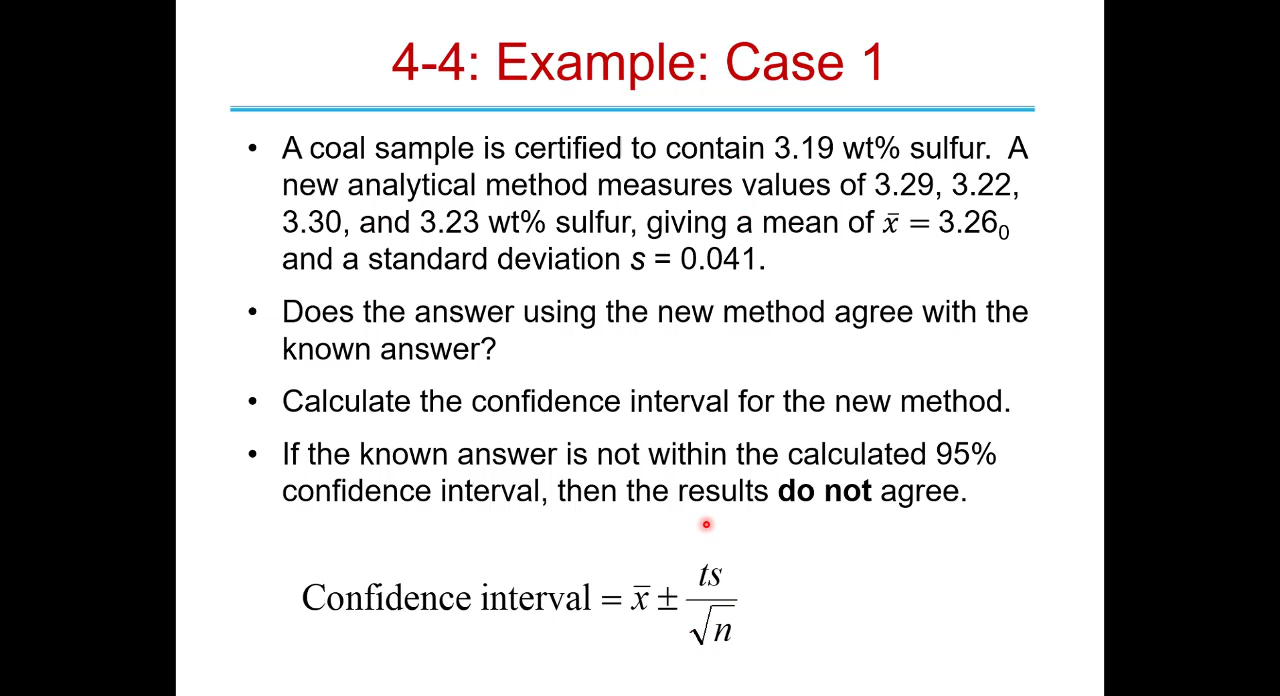 4-4: Example: Case 1
• A coal sample is certified to contain 3.19 wt% sulfur. A
new analytical method measures values of 3.29, 3.22,
3.30, and 3.23 wt% sulfur, giving a mean of x̄ = 3.26₀
and a standard deviation s = 0.041.
• Does the answer using the new method agree with the
known answer?
• Calculate the confidence interval for the new method.
• If the known answer is not within the calculated 95%
confidence interval, then the results do not agree.
Confidence interval = x̄ ± ts/√n